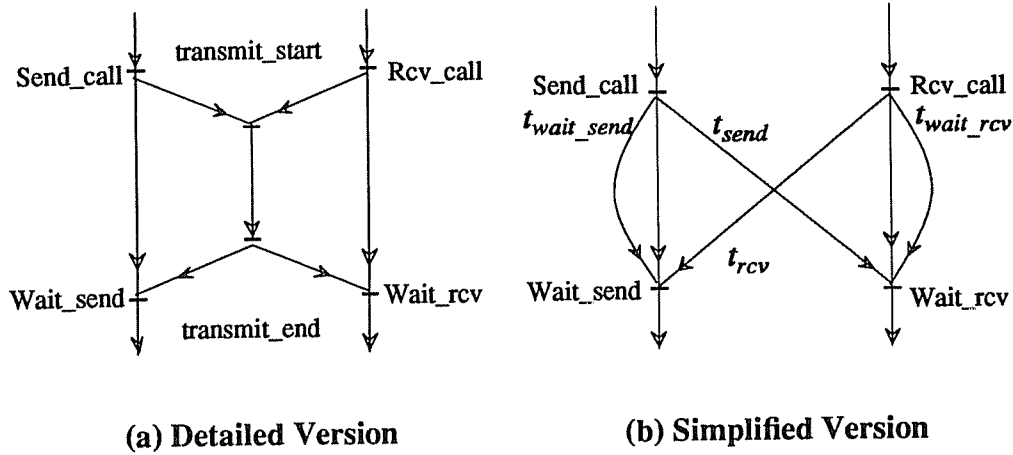 transmit_start
Send_call
Rcv_call
Wait_send
Wait_rcv
transmit_end
(a) Detailed Version
Send_call
Rcv_call
t_wait_send
t_send
t_wait_rcv
t_rcv
Wait_send
Wait_rcv
(b) Simplified Version